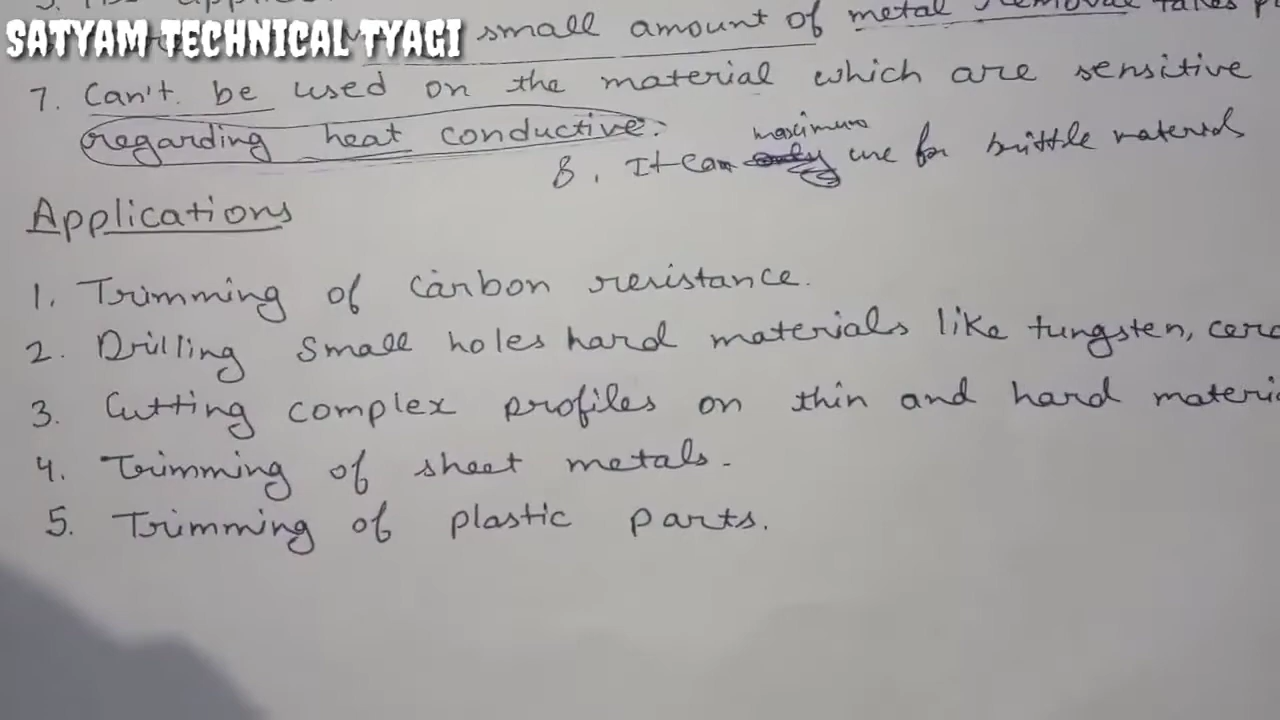 small amount of metal removal takes
SATYAM TECHNICAL TYAGI
7. Can't be used on the material which are sensitive
regarding heat conductive.
maximum
8. It can use for brittle materials
Applications
1. Trimming of carbon resistance.
2. Drilling small holes hard materials like tungsten,
3. Cutting complex profiles on thin and hard
4. Trimming of sheet metals.
5. Trimming of plastic parts.